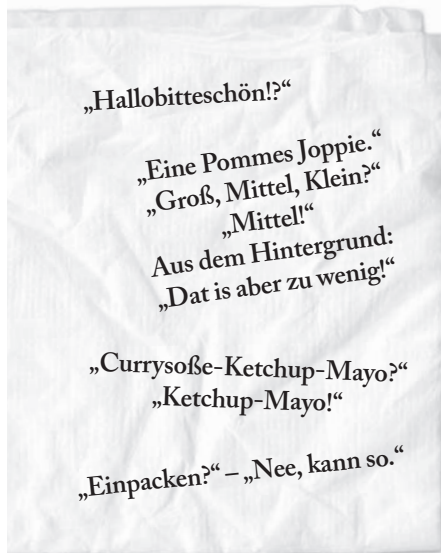 „Hallobitteschön!?“
„Eine Pommes Joppie.“
„Groß, Mittel, Klein?“
„Mittel!“
Aus dem Hintergrund:
„Dat is aber zu wenig!“
„Currysoße-Ketchup-Mayo?“
„Ketchup-Mayo!“
„Einpacken?“ – „Nee, kann so.“